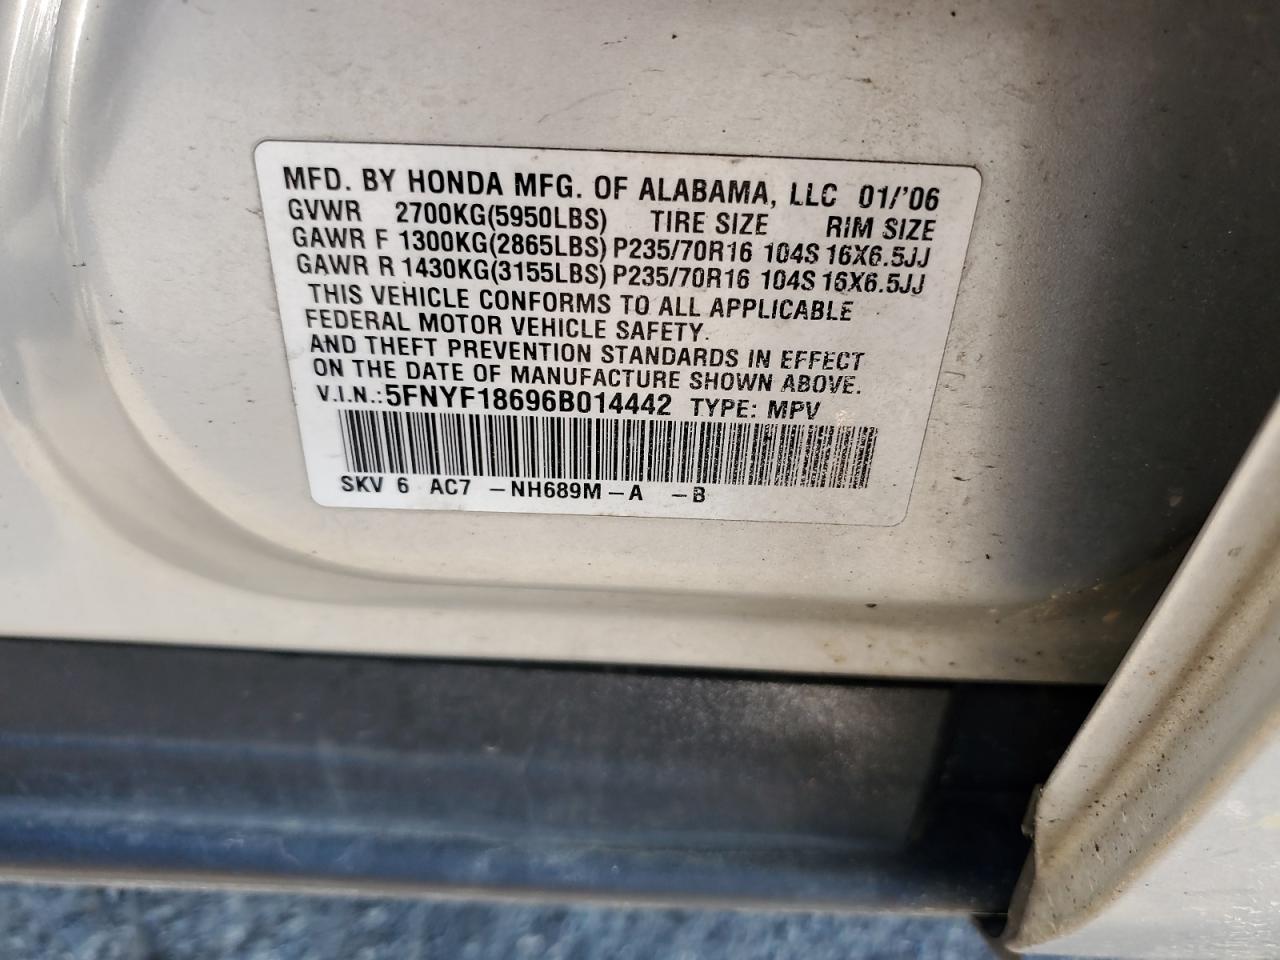 MFD. BY HONDA MFG. OF ALABAMA, LLC 01/'06
GVWR 2700KG(5950LBS) TIRE SIZE RIM SIZE
GAWR F 1300KG(2865LBS) P235/70R16 104S 16X6.5JJ
GAWR R 1430KG(3155LBS) P235/70R16 104S 16X6.5JJ
THIS VEHICLE CONFORMS TO ALL APPLICABLE
FEDERAL MOTOR VEHICLE SAFETY.
AND THEFT PREVENTION STANDARDS IN EFFECT
ON THE DATE OF MANUFACTURE SHOWN ABOVE.
V.I.N.: 5FNYF18696B014442 TYPE: MPV
SKV 6 AC7 -NH689M-A -B